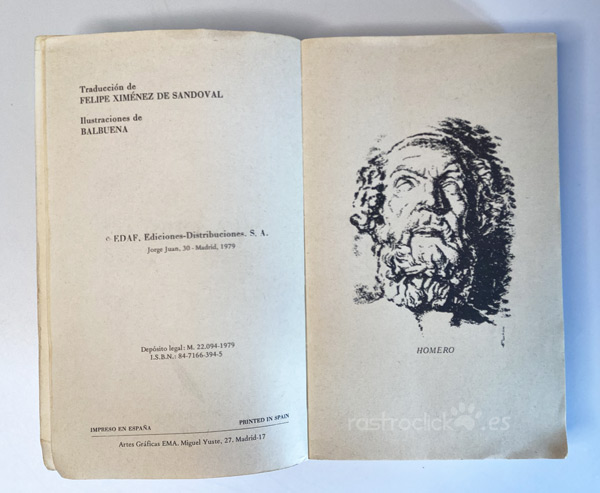 Traducción de
FELIPE XIMÉNEZ DE SANDOVAL
Ilustraciones de
BALBUENA
© EDAF, Ediciones-Distribuciones, S. A.
Jorge Juan, 30 - Madrid, 1979
Depósito legal: M. 22.094-1979
I.S.B.N.: 84-7166-394-5
IMPRESO EN ESPAÑA PRINTED IN SPAIN
Artes Gráficas EMA, Miguel Yuste, 27. Madrid-17
HOMERO
rastroclick.es